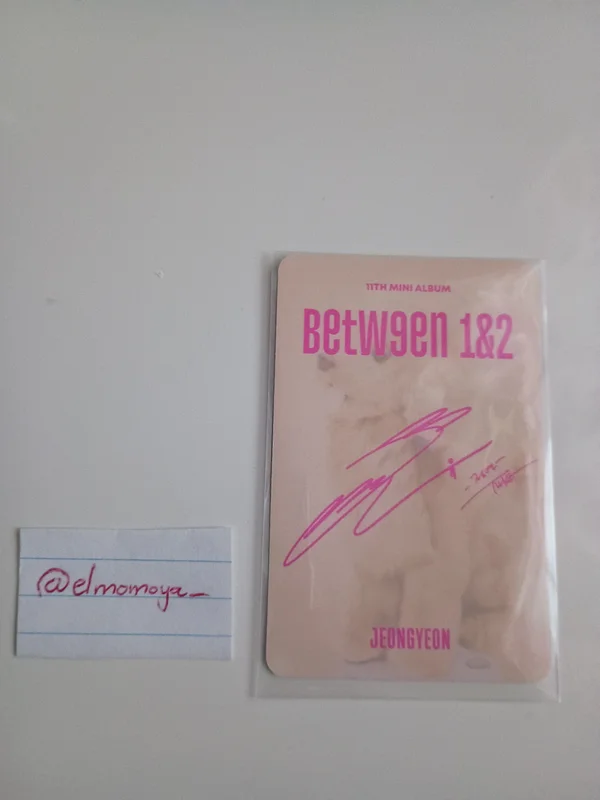 11TH MINI ALBUM
BETW9EN 1&2
JEONGYEON
@elmomoya_